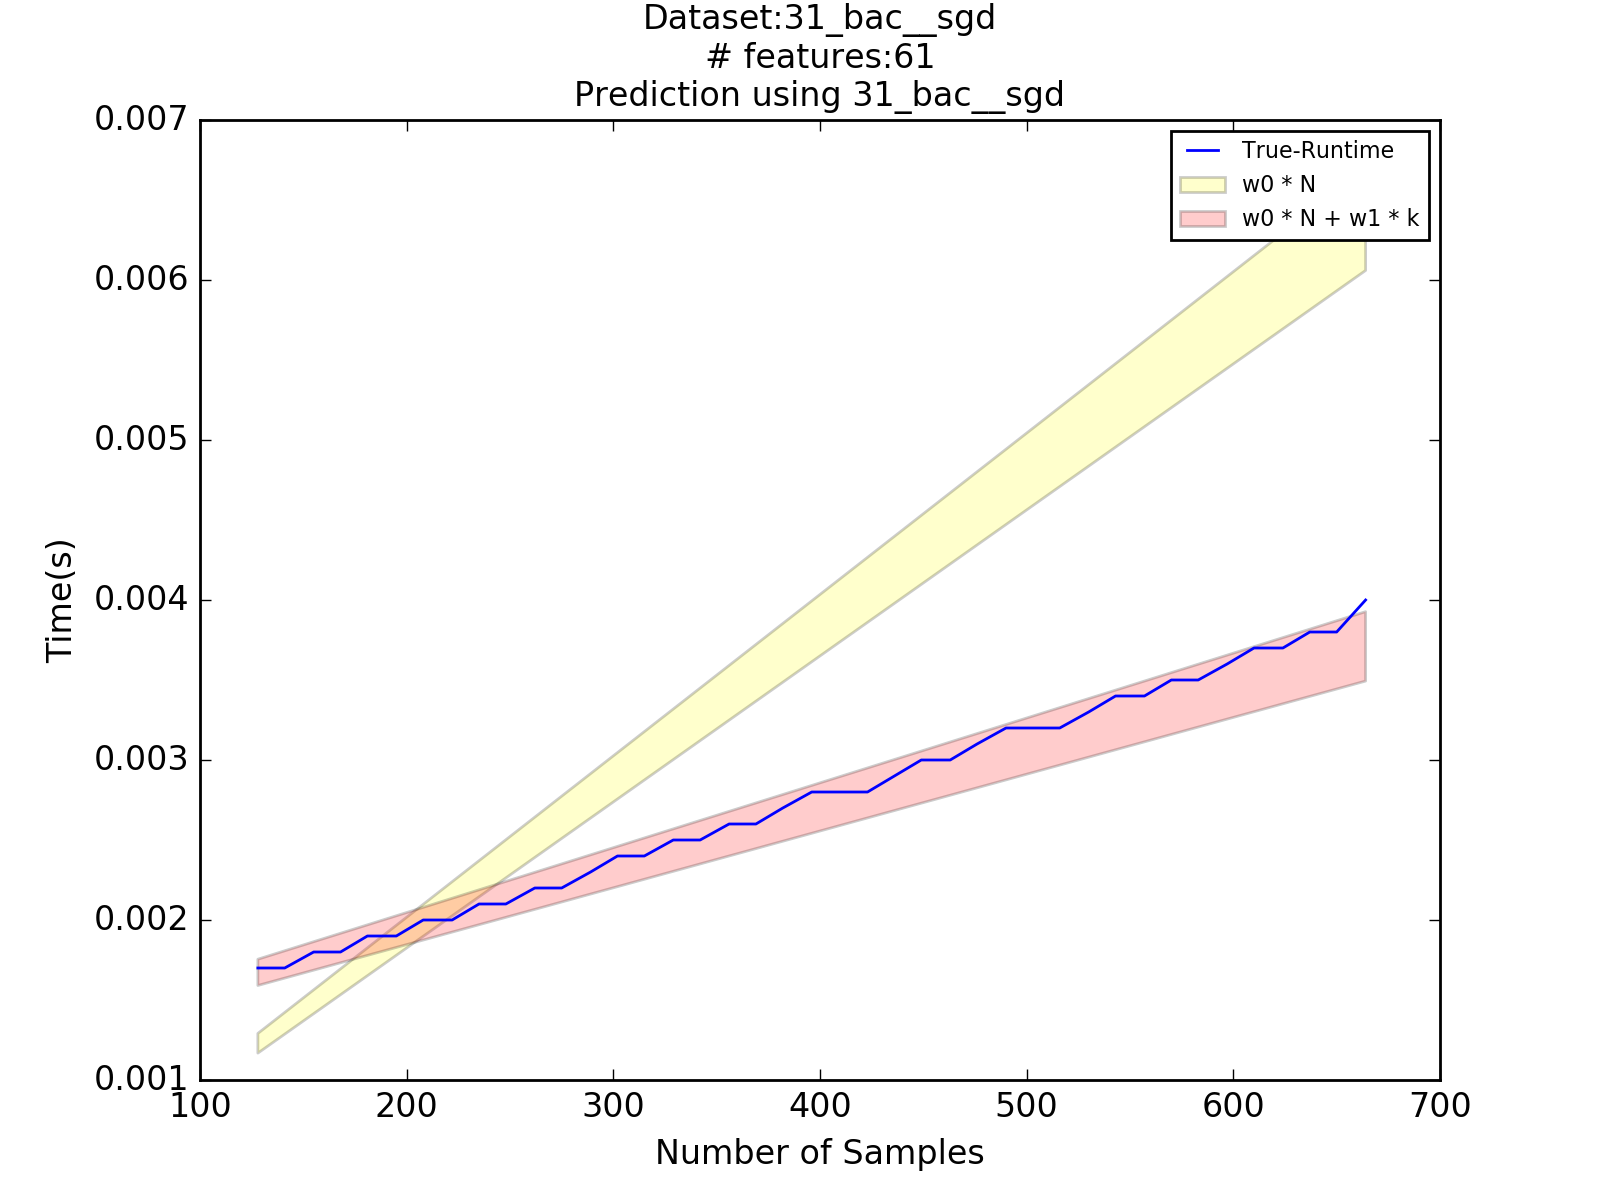 Dataset:31_bac__sgd
# features:61
Prediction using 31_bac__sgd
0.007
0.006
0.005
0.004
0.003
0.002
0.001
Time(s)
True-Runtime
w0 * N
w0 * N + w1 * k
100 200 300 400 500 600 700
Number of Samples